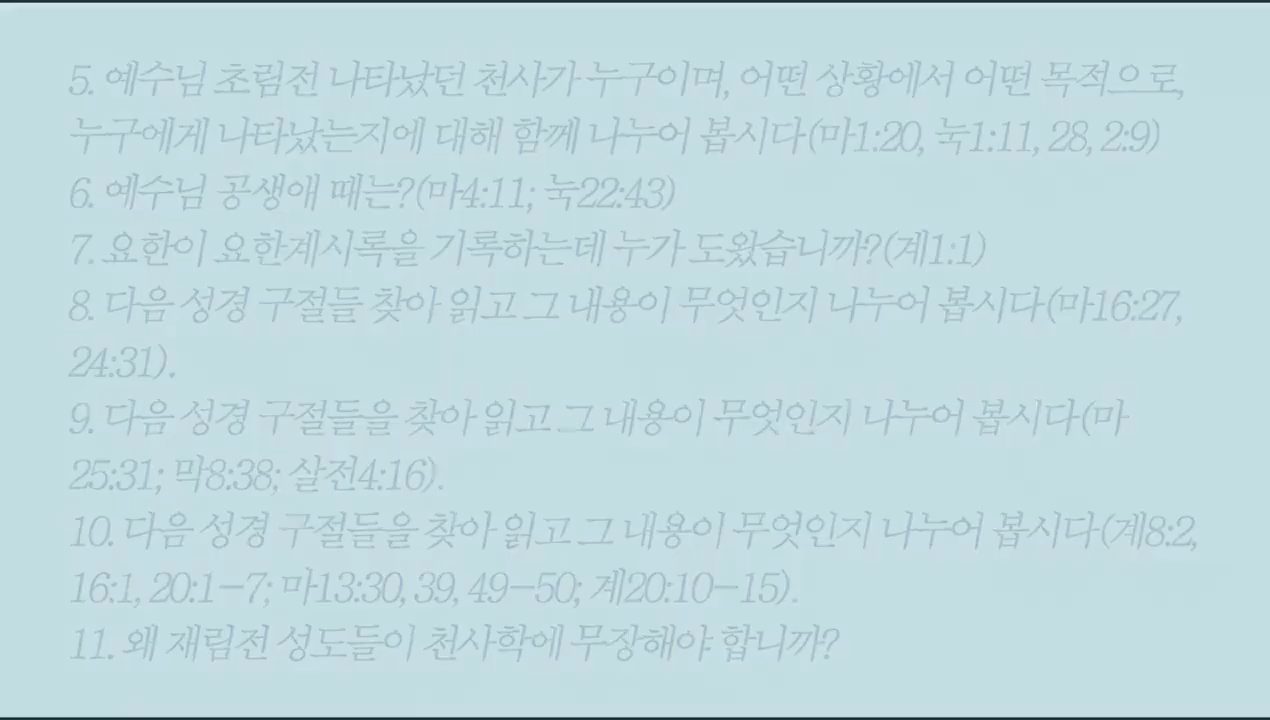 5. 예수님 초림전 나타났던 천사가 누구이며, 어떤 상황에서 어떤 목적으로,
누구에게 나타났는지에 대해 함께 나누어 봅시다(마1:20, 눅1:11, 28, 2:9)
6. 예수님 공생애 때는?(마4:11; 눅22:43)
7. 요한이 요한계시록을 기록하는데 누가 도왔습니까?(계1:1)
8. 다음 성경 구절들 찾아 읽고 그 내용이 무엇인지 나누어 봅시다(마16:27,
24:31).
9. 다음 성경 구절들을 찾아 읽고 그 내용이 무엇인지 나누어 봅시다(마
25:31; 막8:38; 살전4:16).
10. 다음 성경 구절들을 찾아 읽고 그 내용이 무엇인지 나누어 봅시다(계8:2,
16:1, 20:1-7; 마13:30, 39, 49-50; 계20:10-15).
11. 왜 재림전 성도들이 천사학에 무장해야 합니까?